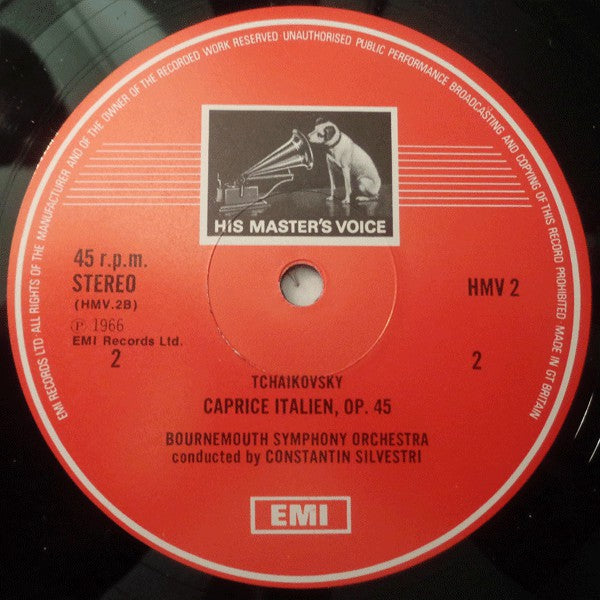 EMI RECORDS LTD · ALL RIGHTS OF THE MANUFACTURER AND OF THE OWNER OF THE RECORDED WORK RESERVED · UNAUTHORISED PUBLIC PERFORMANCE BROADCASTING AND COPYING OF THIS RECORD PROHIBITED · MADE IN GT BRITAIN
HIS MASTER'S VOICE
45 r.p.m.
STEREO
(HMV.2B)
Ⓟ 1966
EMI Records Ltd.
2
HMV 2
2
TCHAIKOVSKY
CAPRICE ITALIEN, OP. 45
BOURNEMOUTH SYMPHONY ORCHESTRA
conducted by CONSTANTIN SILVESTRI
EMI